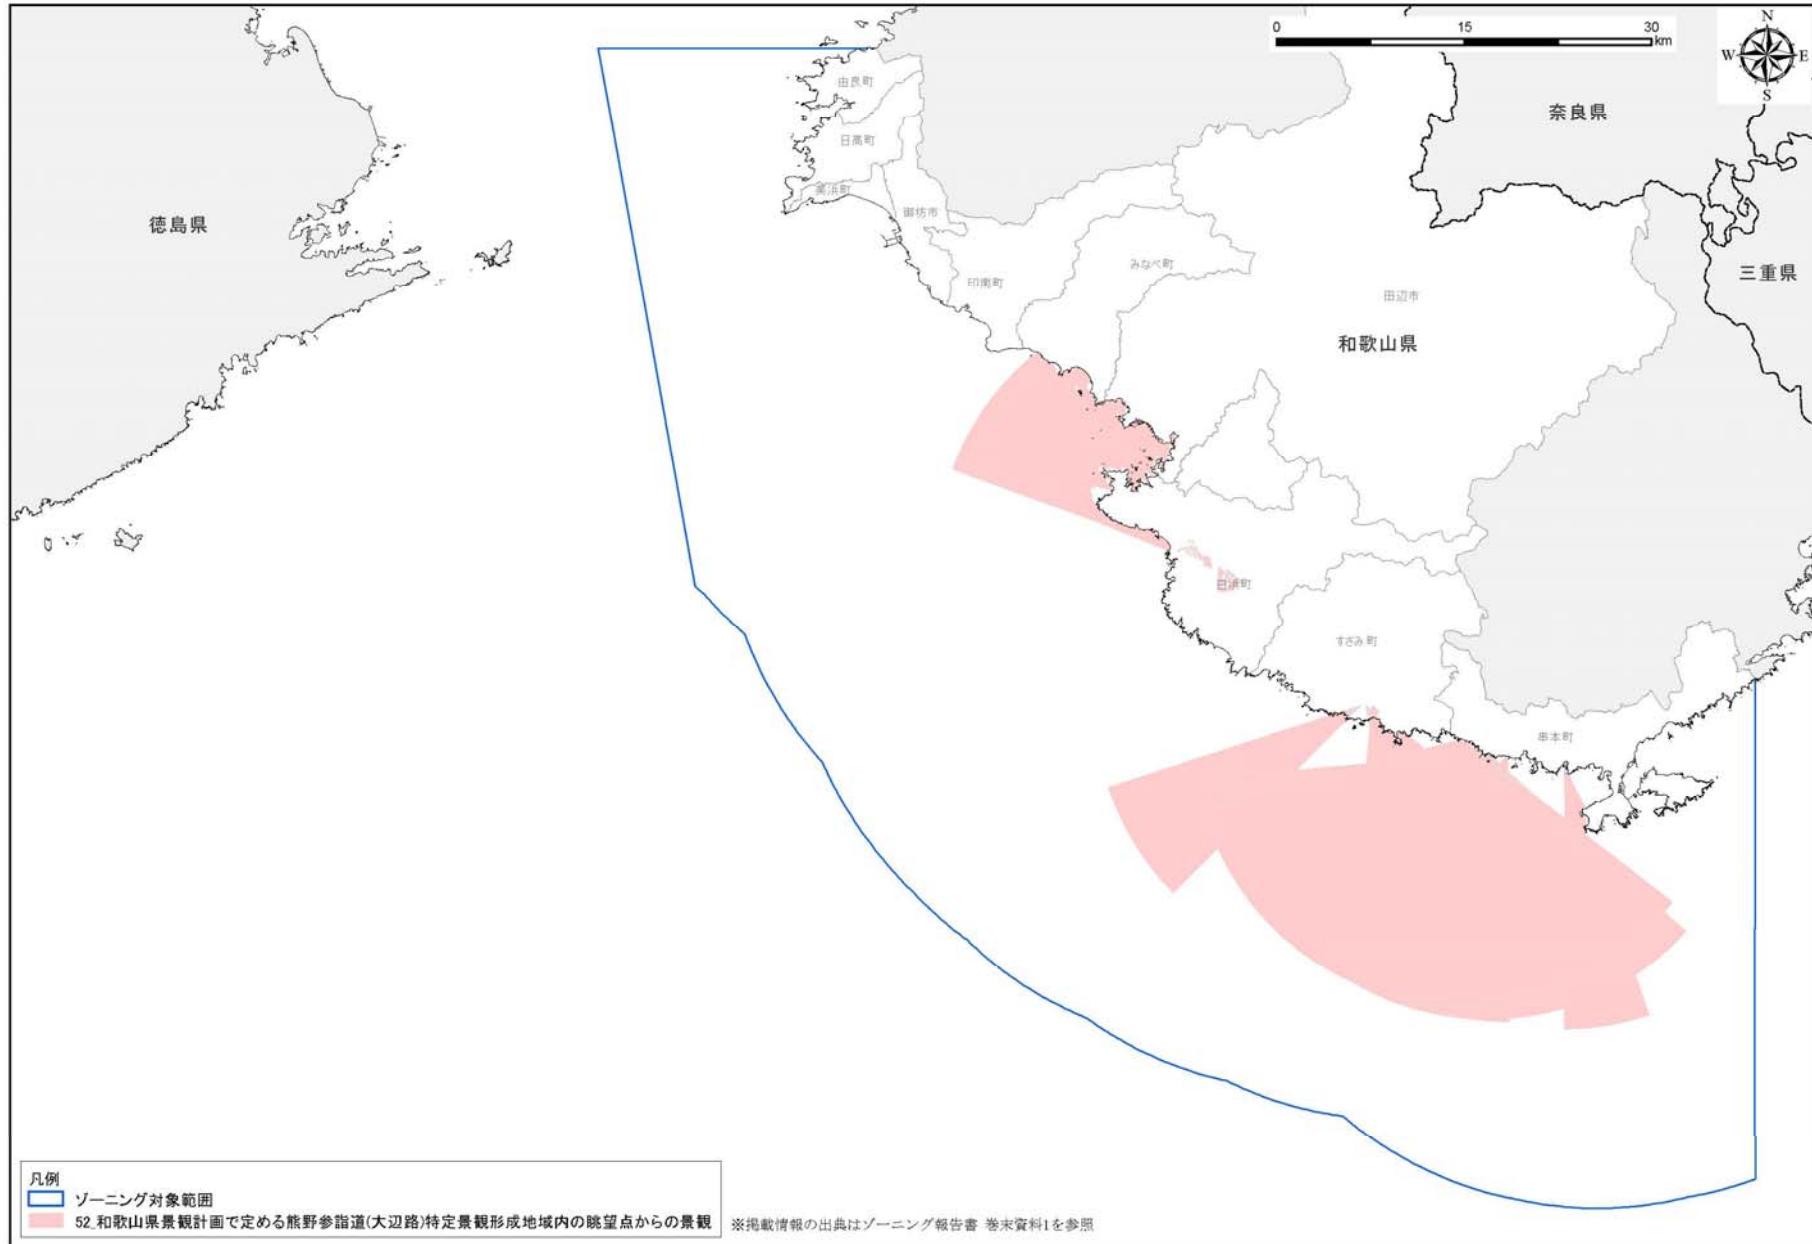 0 15 30
km
N
W E
S
由良町
日高町
美浜町
御坊市
印南町
みなべ町
田辺市
奈良県
三重県
徳島県
和歌山県
白浜町
すさみ町
串本町
凡例
ゾーニング対象範囲
52_和歌山県景観計画で定める熊野参詣道(大辺路)特定景観形成地域内の眺望点からの景観
※掲載情報の出典はゾーニング報告書 巻末資料1を参照